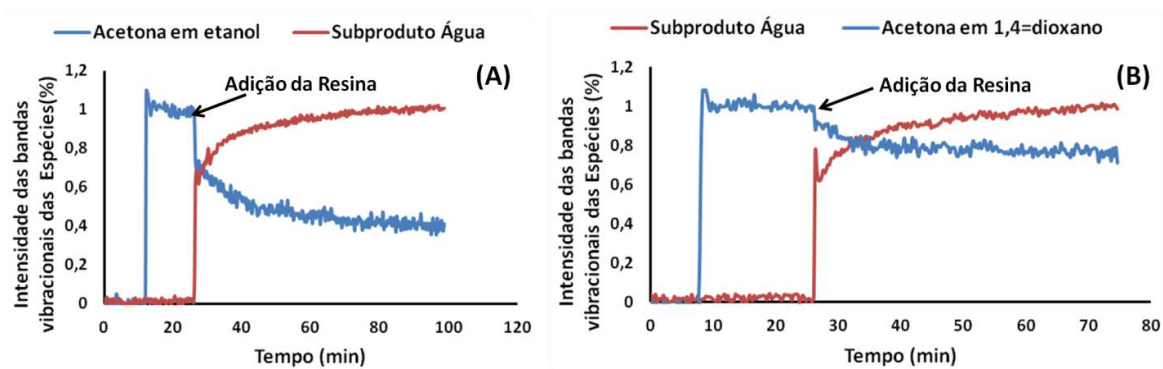 Acetona em etanol Subproduto Água
(A)
Adição da Resina
Intensidade das bandas
vibracionais das Espécies(%)
1,2
1
0,8
0,6
0,4
0,2
0
0 20 40 60 80 100 120
Tempo (min)
Subproduto Água Acetona em 1,4=dioxano
(B)
Adição da Resina
Intensidade das bandas
vibracionais das Espécies (%)
1,2
1
0,8
0,6
0,4
0,2
0
0 10 20 30 40 50 60 70 80
Tempo (min)